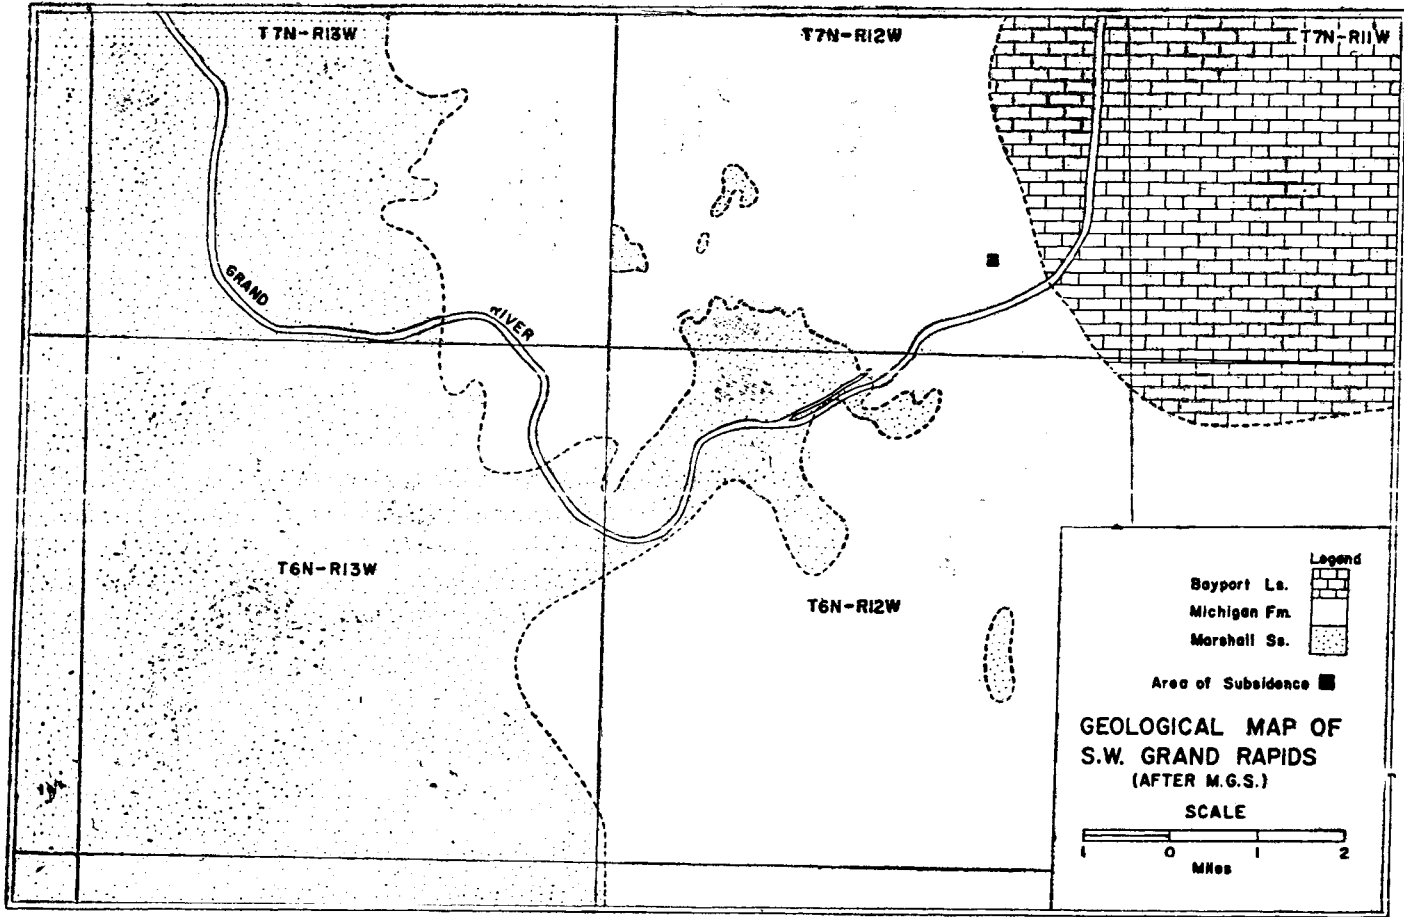 T7N-R13W
T7N-R12W
T7N-R11W
GRAND
RIVER
T6N-R13W
T6N-R12W
Legend
Bayport Ls.
Michigan Fm.
Marshall Ss.
Area of Subsidence
GEOLOGICAL MAP OF
S.W. GRAND RAPIDS
(AFTER M.G.S.)
SCALE
1 0 1 2
Miles